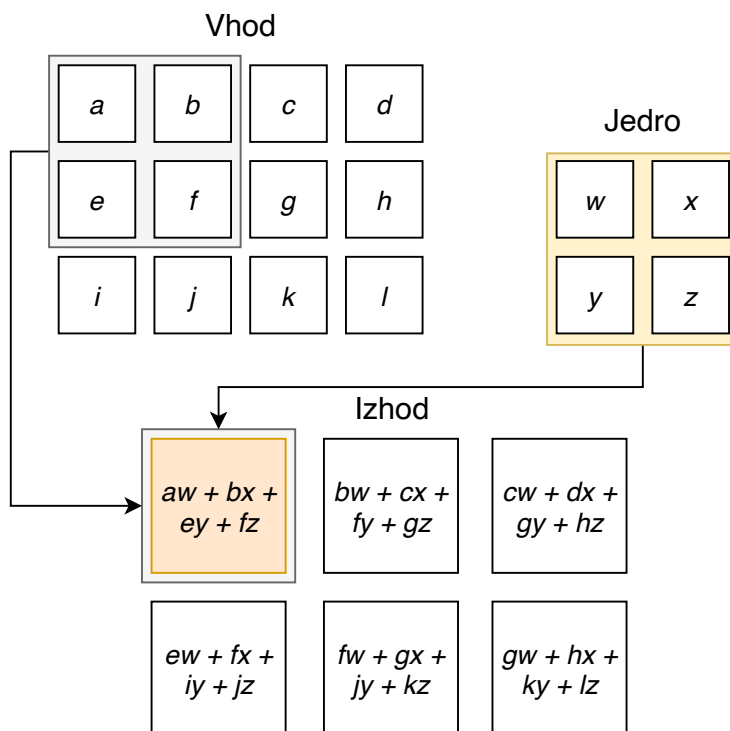 Vhod
a b c d
e f g h
i j k l
Jedro
w x
y z
Izhod
aw + bx +
ey + fz
bw + cx +
fy + gz
cw + dx +
gy + hz
ew + fx +
iy + jz
fw + gx +
jy + kz
gw + hx +
ky + lz